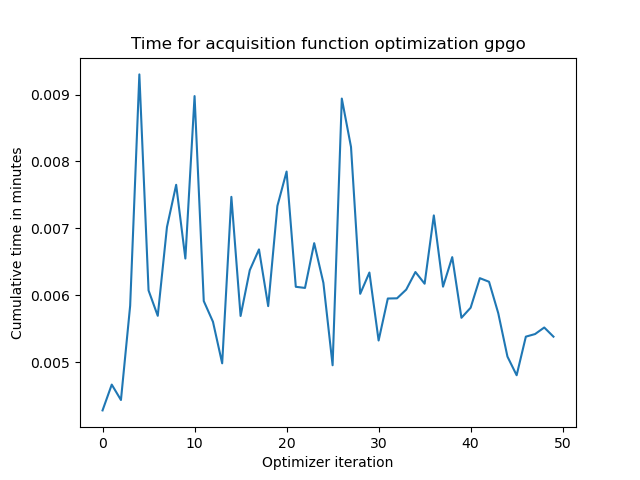 Time for acquisition function optimization gpgo
0.009
0.008
0.007
0.006
0.005
Cumulative time in minutes
0 10 20 30 40 50
Optimizer iteration